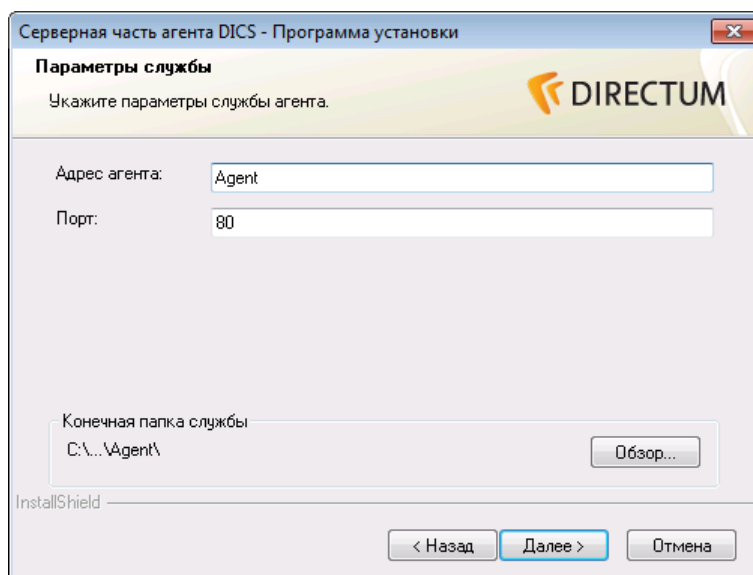 Серверная часть агента DICS - Программа установки
Параметры службы
Укажите параметры службы агента.
DIRECTUM
Адрес агента:
Agent
Порт:
80
Конечная папка службы
C:\...\Agent\
Обзор...
InstallShield
< Назад
Далее >
Отмена